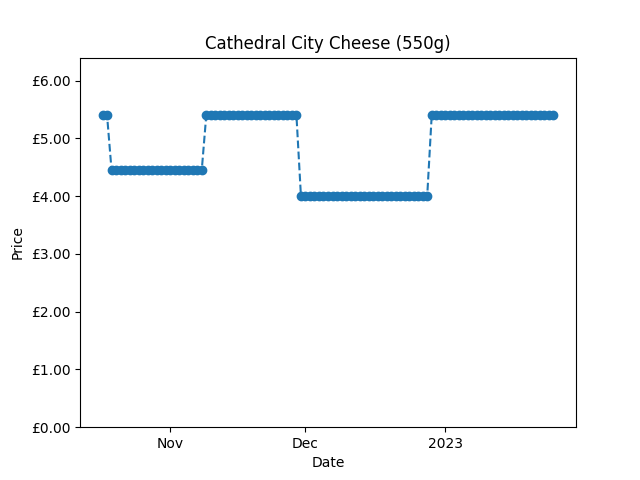 Cathedral City Cheese (550g)
£6.00
£5.00
£4.00
£3.00
£2.00
£1.00
£0.00
Price
Nov
Dec
2023
Date